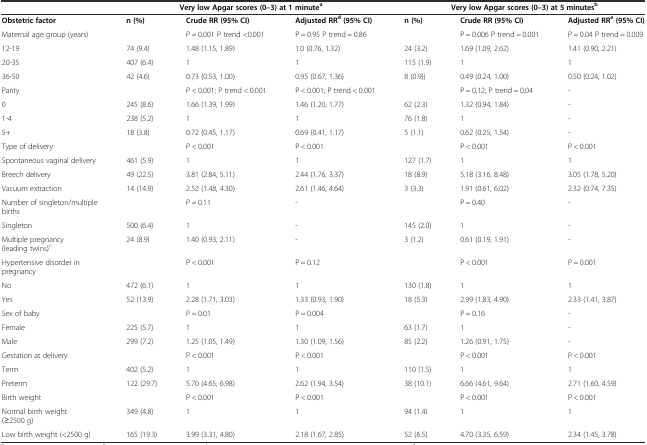 Very low Apgar scores (0–3) at 1 minute^a Very low Apgar scores (0–3) at 5 minutes^b
Obstetric factor n (%) Crude RR (95% CI) Adjusted RR^d (95% CI) n (%) Crude RR (95% CI) Adjusted RR^e (95% CI)
Maternal age group (years) P = 0.001 P trend <0.001 P = 0.95 P trend = 0.86 P = 0.006 P trend = 0.001 P = 0.04 P trend = 0.009
12-19 74 (9.4) 1.48 (1.15, 1.89) 1.0 (0.76, 1.32) 24 (3.2) 1.69 (1.09, 2.62) 1.41 (0.90, 2.21)
20-35 407 (6.4) 1 1 115 (1.9) 1 1
36-50 42 (4.6) 0.73 (0.53, 1.00) 0.95 (0.67, 1.36) 8 (0.9)) 0.49 (0.24, 1.00) 0.50 (0.24, 1.02)
Parity P < 0.001; P trend < 0.001 P < 0.001; P trend < 0.001 P = 0.12; P trend = 0.04 -
0 245 (8.6) 1.66 (1.39, 1.99) 1.46 (1.20, 1.77) 62 (2.3) 1.32 (0.94, 1.84) -
1-4 238 (5.2) 1 1 76 (1.8) 1 -
5+ 18 (3.8) 0.72 (0.45, 1.17) 0.69 (0.41, 1.17) 5 (1.1) 0.62 (0.25, 1.54) -
Type of delivery P < 0.001 P < 0.001 P < 0.001 P < 0.001
Spontaneous vaginal delivery 461 (5.9) 1 1 127 (1.7) 1 1
Breech delivery 49 (22.5) 3.81 (2.84, 5.11) 2.44 (1.76, 3.37) 18 (8.9) 5.18 (3.16, 8.48) 3.05 (1.78, 5.20)
Vacuum extraction 14 (14.9) 2.52 (1.48, 4.30) 2.61 (1.46, 4.64) 3 (3.3) 1.91 (0.61, 6.02) 2.32 (0.74, 7.35)
Number of singleton/multiple P = 0.11 - P = 0.40 -
births
Singleton 500 (6.4) 1 - 145 (2.0) 1 -
Multiple pregnancy 24 (8.9) 1.40 (0.93, 2.11) - 3 (1.2) 0.61 (0.19, 1.91) -
(leading twins)^c
Hypertensive disorder in P < 0.001 P = 0.12 P < 0.001 P = 0.001
pregnancy
No 472 (6.1) 1 1 130 (1.8) 1 1
Yes 52 (13.9) 2.28 (1.71, 3.03) 1.33 (0.93, 1.90) 18 (5.3) 2.99 (1.83, 4.90) 2.33 (1.41, 3.87)
Sex of baby P = 0.01 P = 0.004 P = 0.16 -
Female 225 (5.7) 1 1 63 (1.7) 1 -
Male 299 (7.2) 1.25 (1.05, 1.49) 1.30 (1.09, 1.56) 85 (2.2) 1.26 (0.91, 1.75) -
Gestation at delivery P < 0.001 P < 0.001 P < 0.001 P < 0.001
Term 402 (5.2) 1 1 110 (1.5) 1 1
Preterm 122 (29.7) 5.70 (4.65, 6.98) 2.62 (1.94, 3.54) 38 (10.1) 6.66 (4.61, 9.64) 2.71 (1.60, 4.59)
Birth weight P < 0.001 P < 0.001 P < 0.001 P < 0.001
Normal birth weight 349 (4.8) 1 1 94 (1.4) 1 1
(≥2500 g)
Low birth weight (<2500 g) 165 (19.3) 3.99 (3.31, 4.80) 2.18 (1.67, 2.85) 52 (6.5) 4.70 (3.35, 6.59) 2.34 (1.45, 3.78)